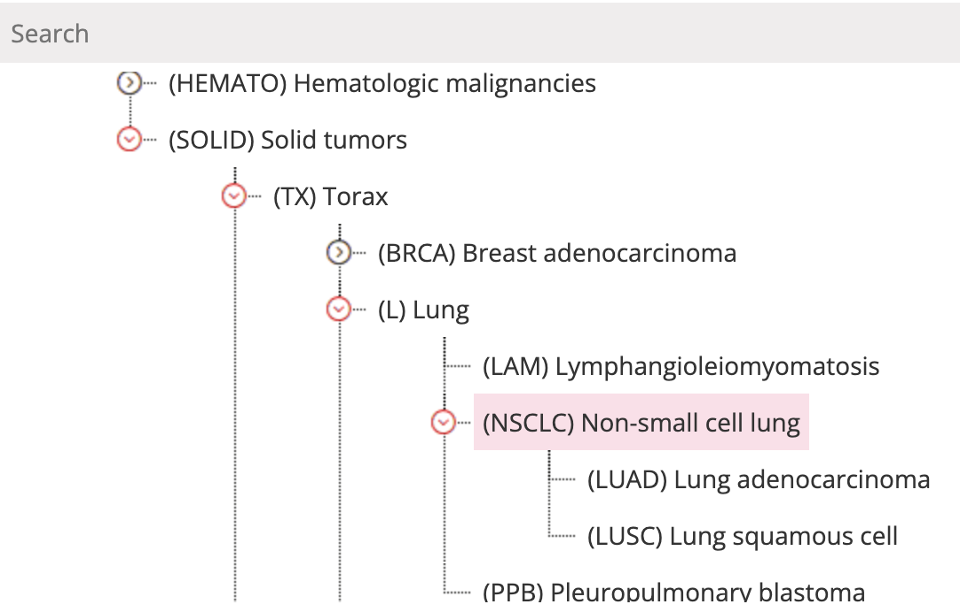 Search
(HEMATO) Hematologic malignancies
(SOLID) Solid tumors
(TX) Torax
(BRCA) Breast adenocarcinoma
(L) Lung
(LAM) Lymphangioleiomyomatosis
(NSCLC) Non-small cell lung
(LUAD) Lung adenocarcinoma
(LUSC) Lung squamous cell
(PPB) Pleuropulmonary blastoma